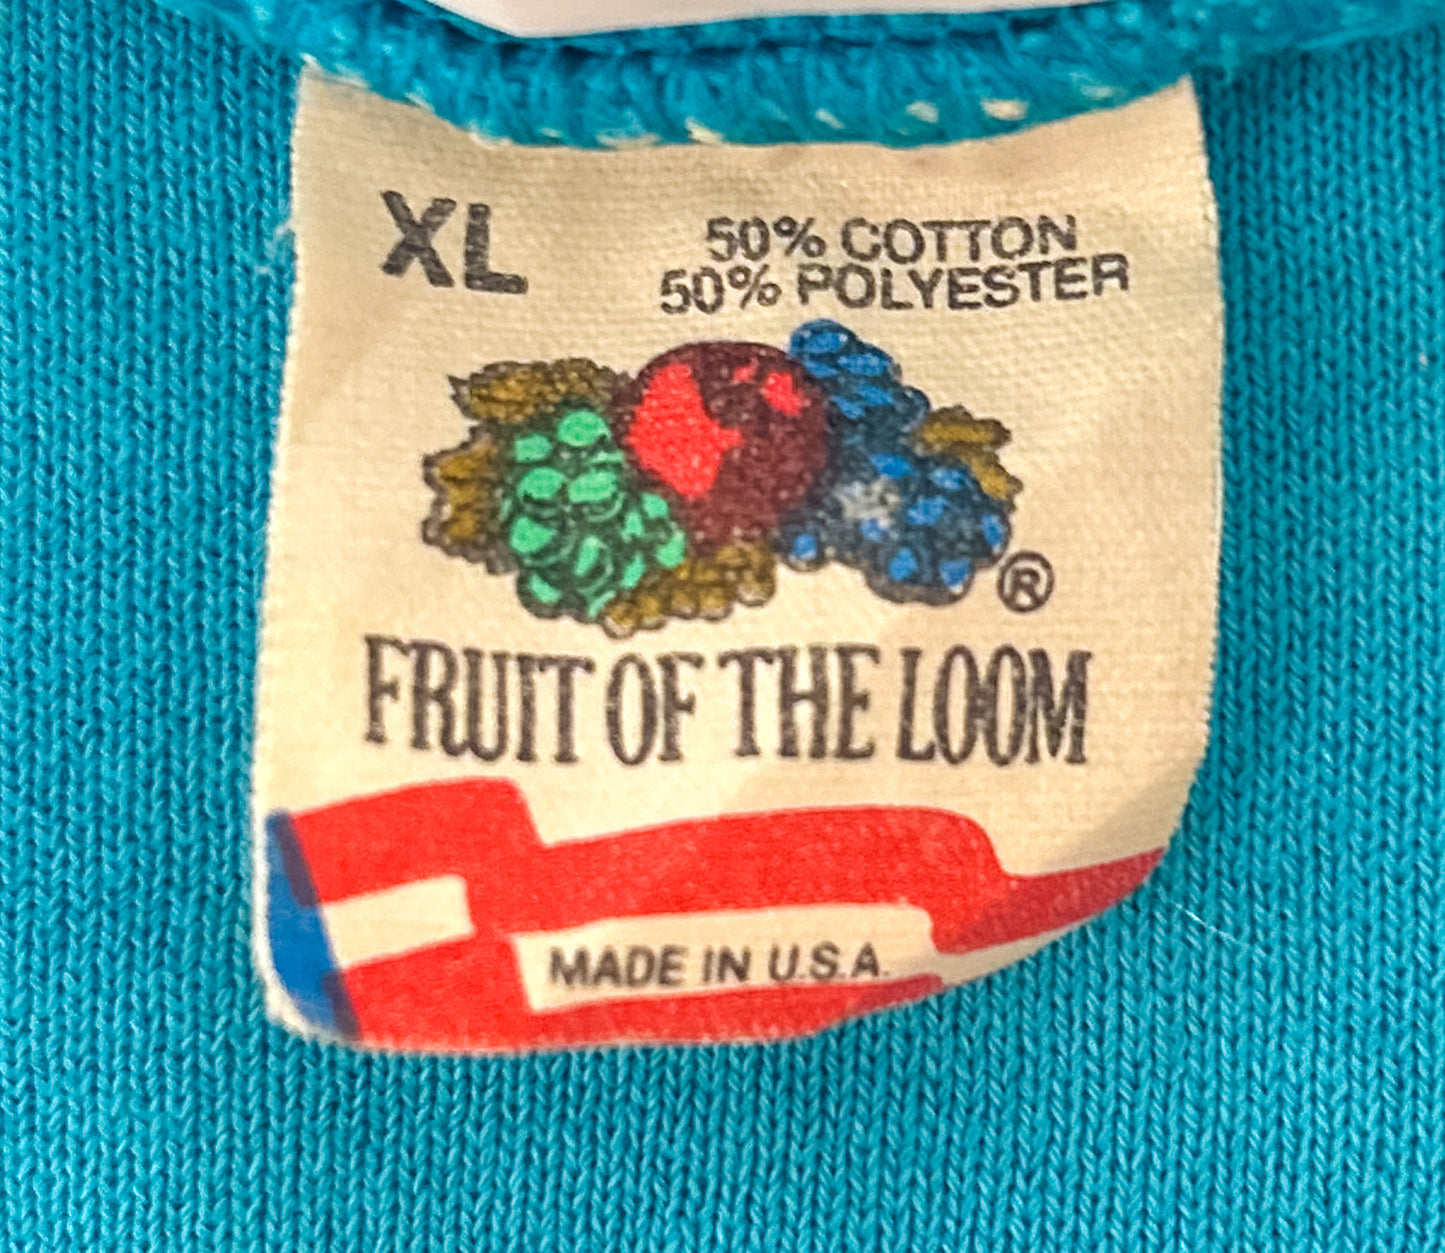 XL
50% COTTON
50% POLYESTER
®
FRUIT OF THE LOOM
MADE IN U.S.A.